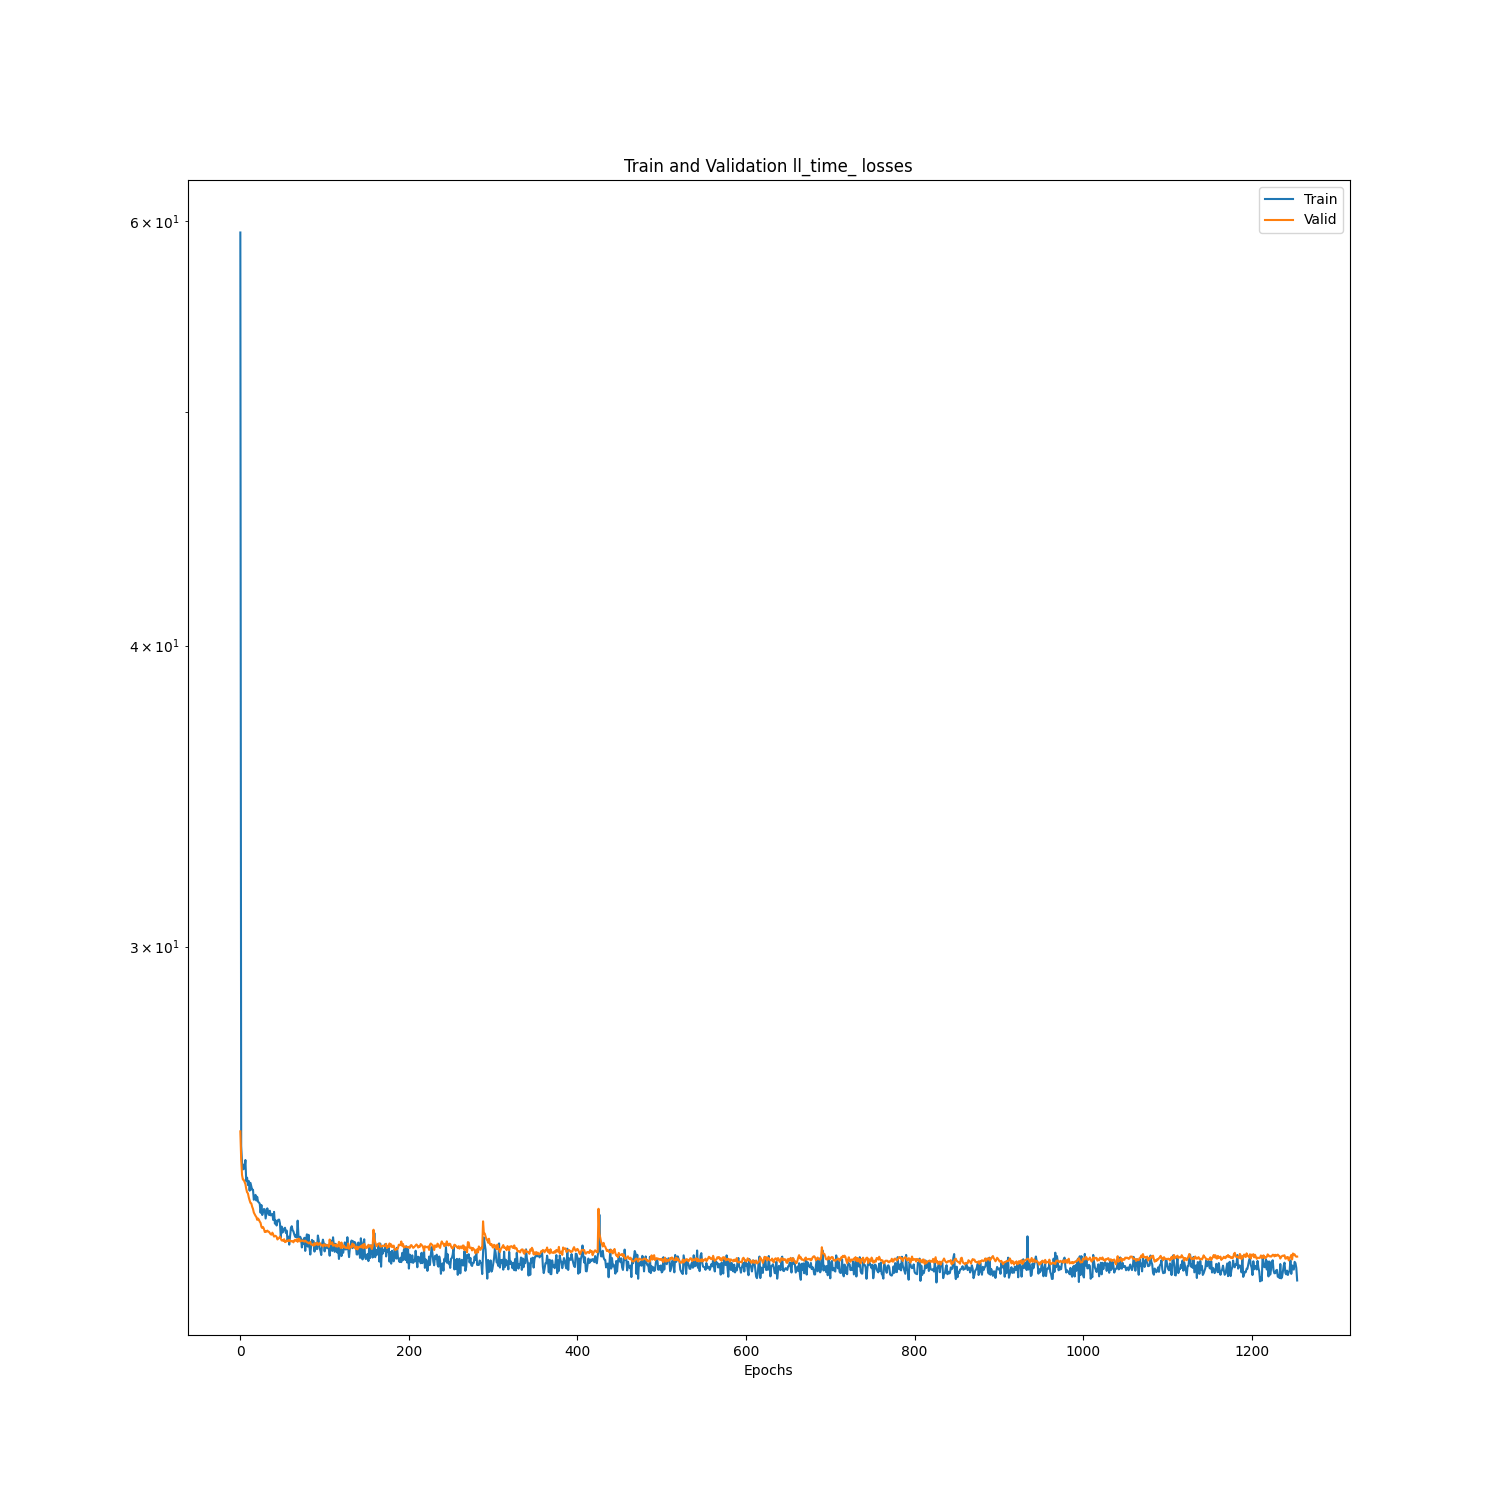 Train and Validation ll_time_ losses
Train
Valid
6 × 10¹
4 × 10¹
3 × 10¹
0 200 400 600 800 1000 1200
Epochs